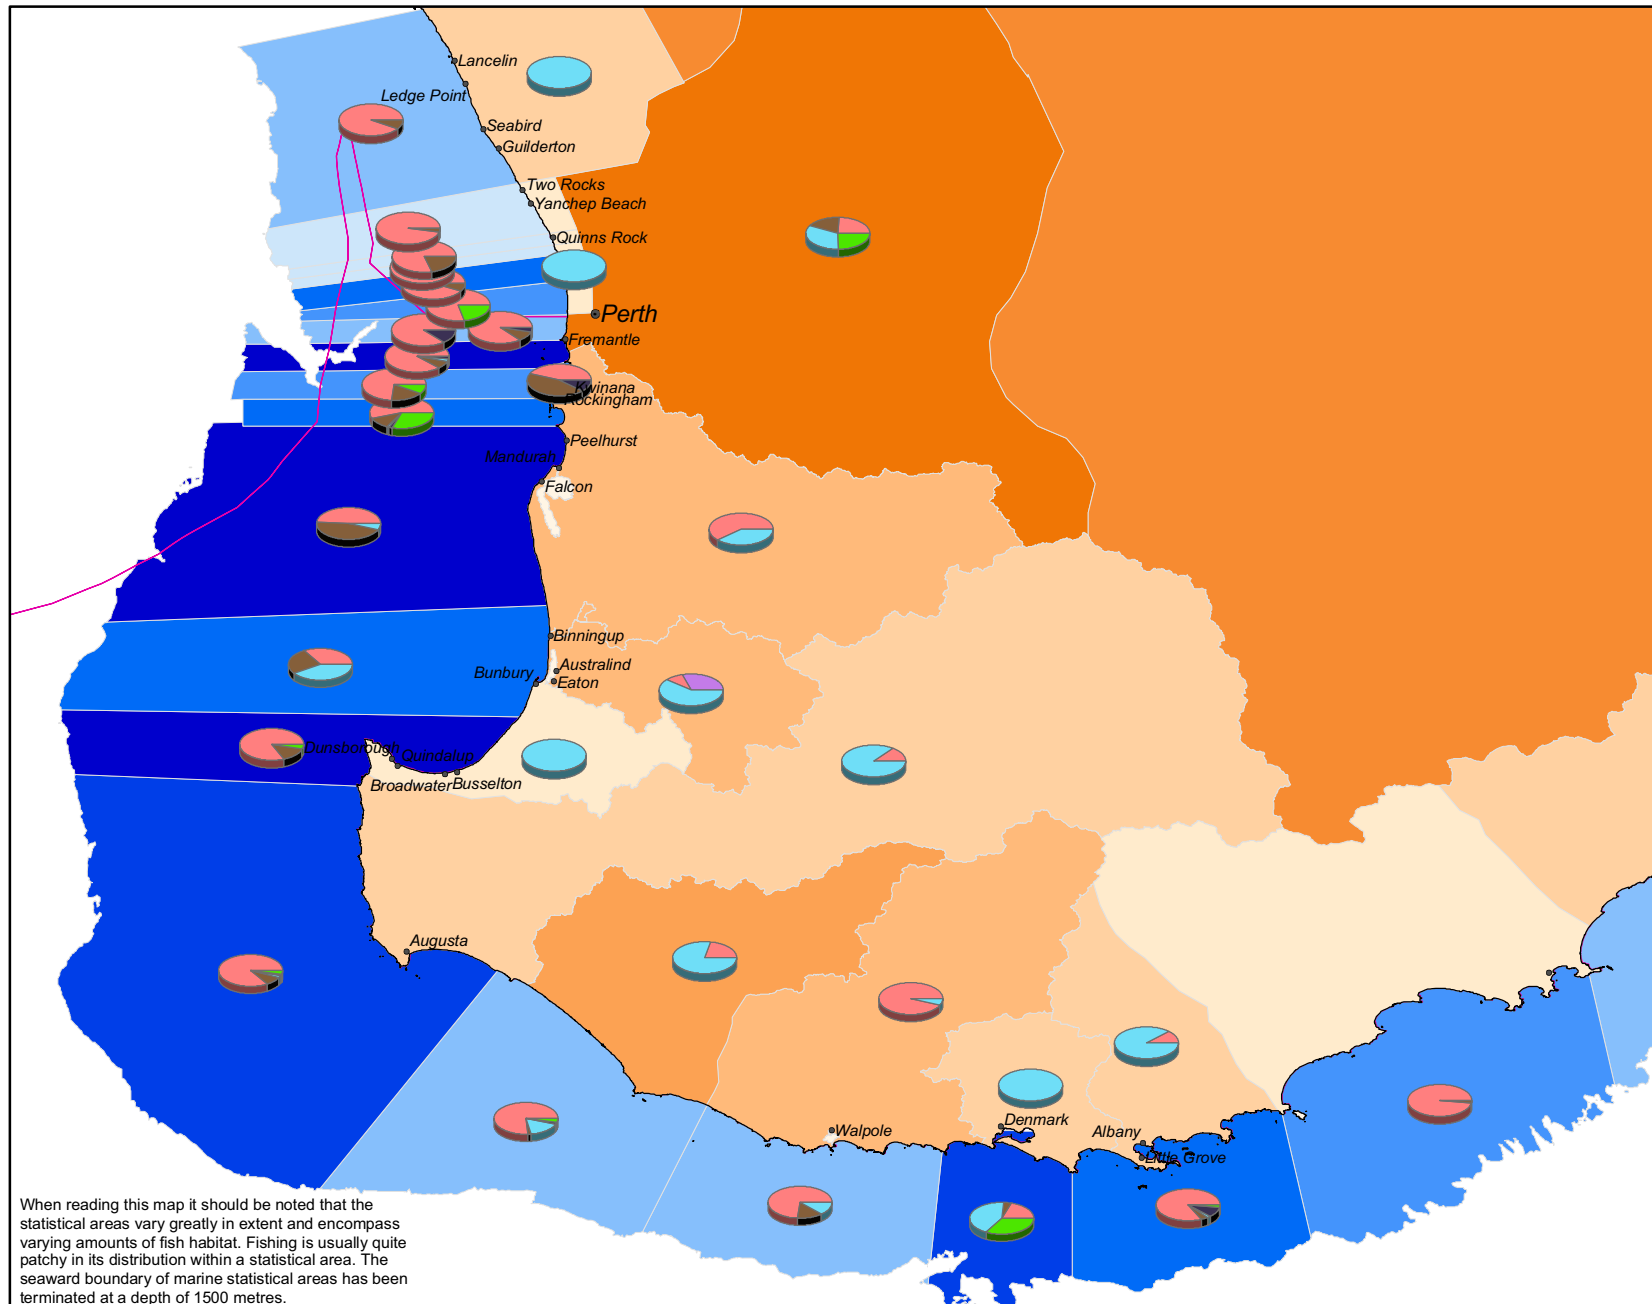 Lancelin
Ledge Point
Seabird
Guilderton
Two Rocks
Yanchep Beach
Quinns Rock
Perth
Fremantle
Kwinana
Rockingham
Peelhurst
Mandurah
Falcon
Binningup
Australind
Bunbury
Eaton
Dunsborough
Quindalup
Broadwater
Busselton
Augusta
Denmark
Walpole
Albany
Little Grove
When reading this map it should be noted that the
statistical areas vary greatly in extent and encompass
varying amounts of fish habitat. Fishing is usually quite
patchy in its distribution within a statistical area. The
seaward boundary of marine statistical areas has been
terminated at a depth of 1500 metres.